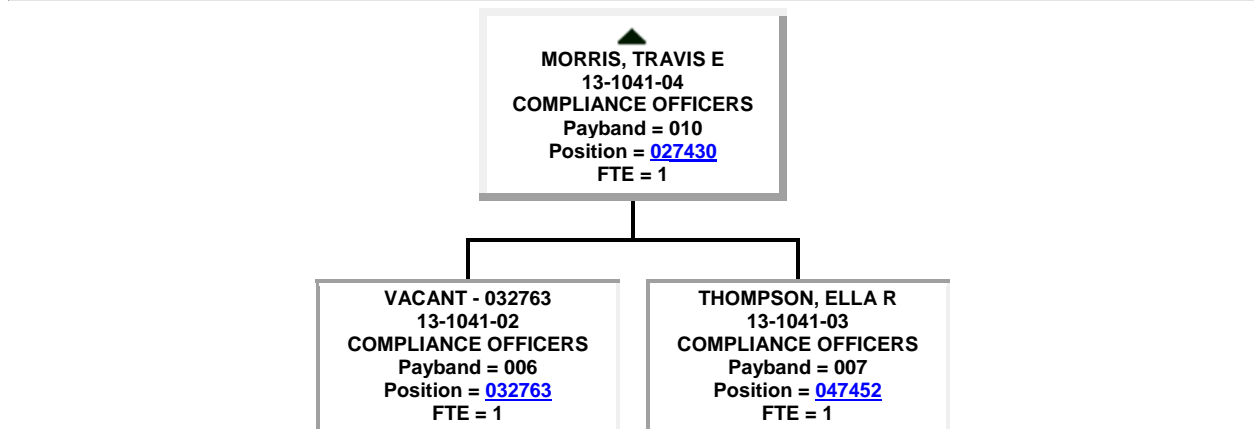 MORRIS, TRAVIS E
13-1041-04
COMPLIANCE OFFICERS
Payband = 010
Position = 027430
FTE = 1
VACANT - 032763
13-1041-02
COMPLIANCE OFFICERS
Payband = 006
Position = 032763
FTE = 1
THOMPSON, ELLA R
13-1041-03
COMPLIANCE OFFICERS
Payband = 007
Position = 047452
FTE = 1